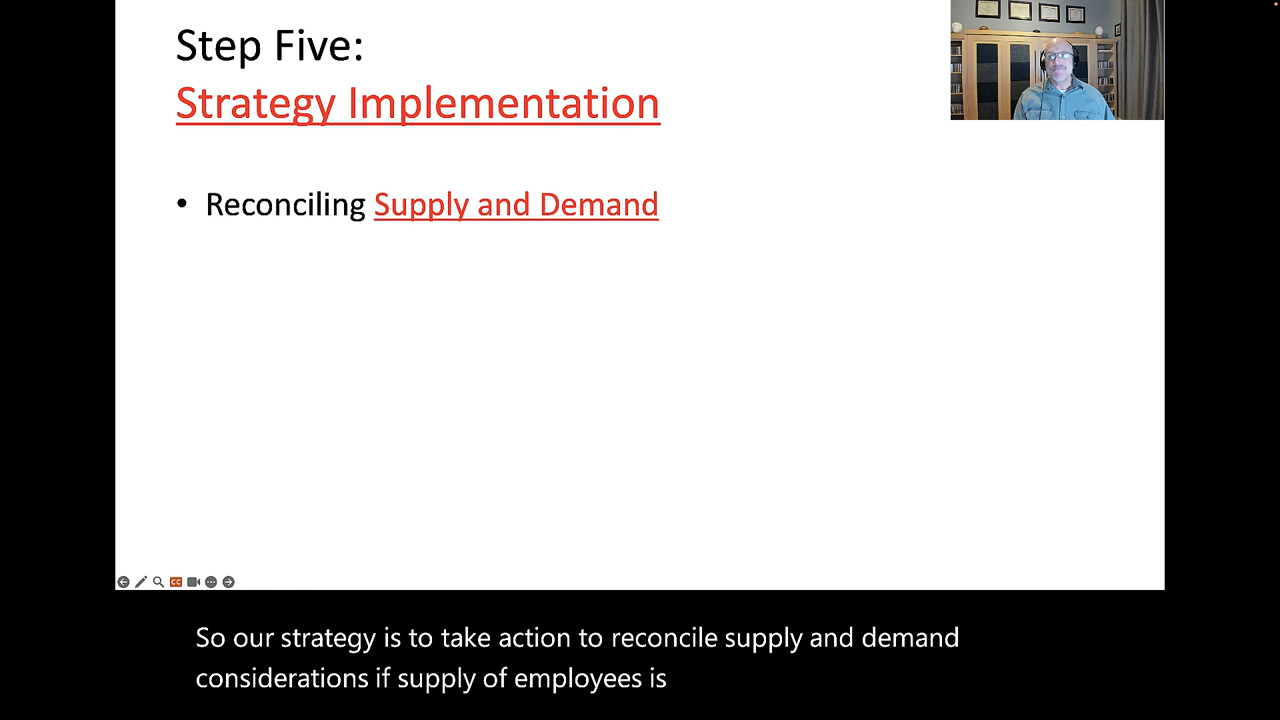 Step Five:
Strategy Implementation
• Reconciling Supply and Demand
CC
So our strategy is to take action to reconcile supply and demand
considerations if supply of employees is